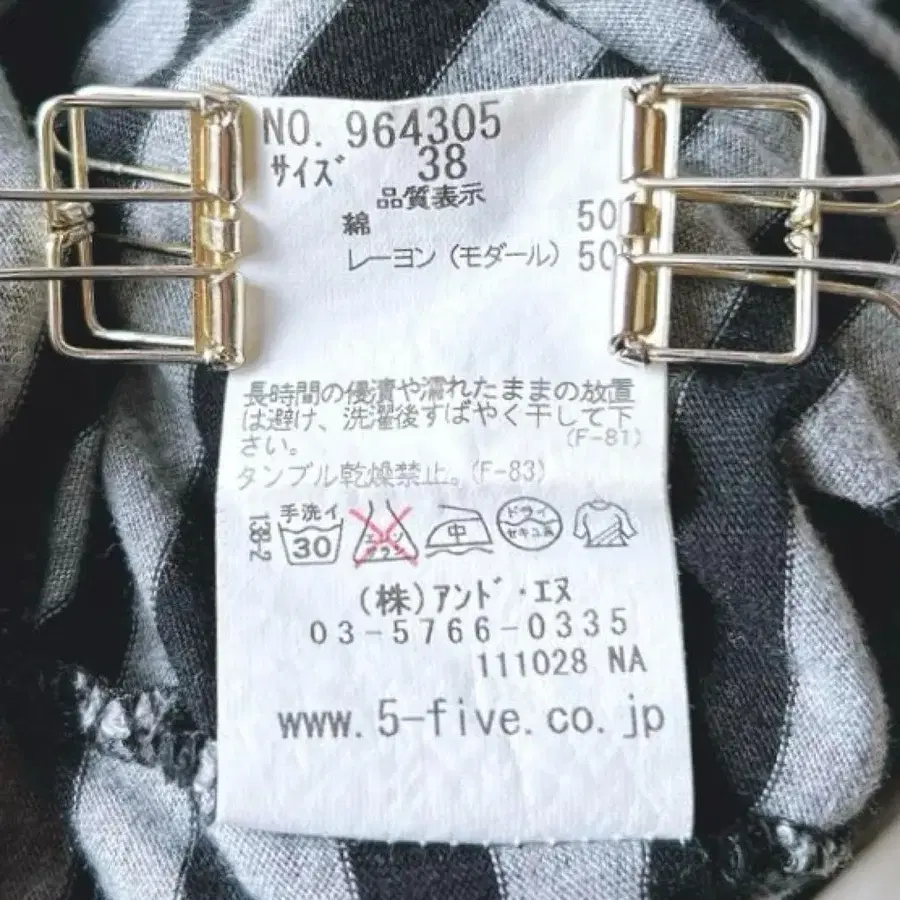 NO. 964305
サイズ 38
品質表示
綿 50
レーヨン (モダール) 50
長時間の優漬や濡れたままの放置
は避け、洗濯後すばやく干して下
さい。 (F-81)
タンブル乾燥禁止。(F-83)
138-2
手洗イ
30
中
ドライ
セキユ系
(株)アンド・エヌ
03-5766-0335
111028 NA
www.5-five.co.jp